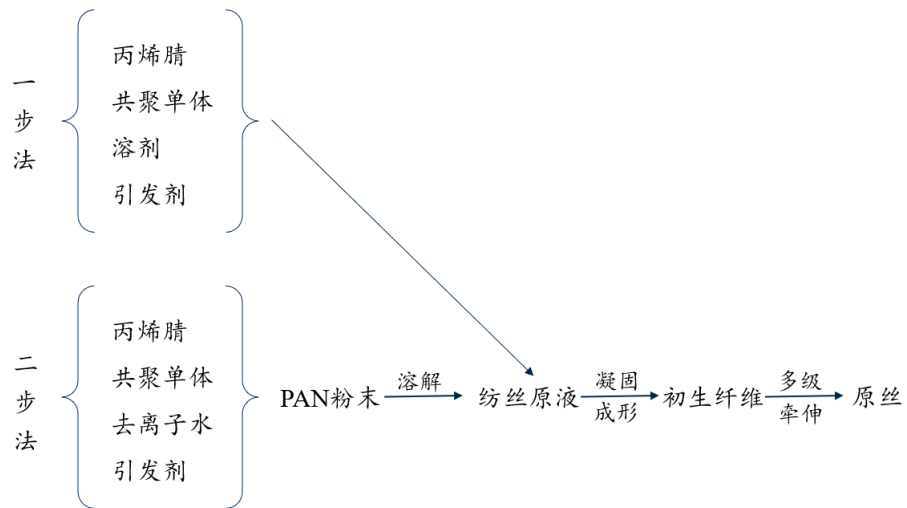 一步法
丙烯腈
共聚单体
溶剂
引发剂
二步法
丙烯腈
共聚单体
去离子水
引发剂
PAN粉末
溶解
纺丝原液
凝固
成形
初生纤维
多级
牵伸
原丝